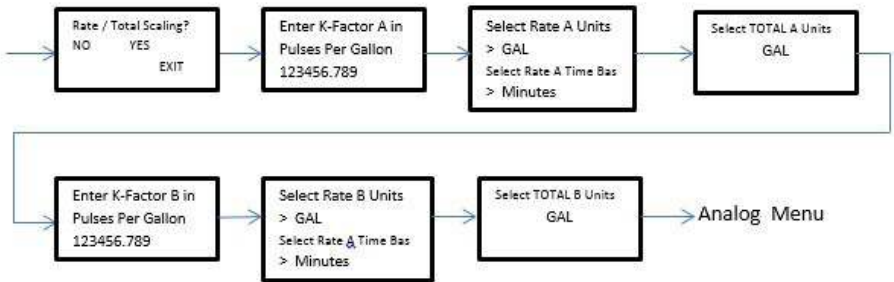 Rate / Total Scaling?
NO YES
EXIT
Enter K-Factor A in
Pulses Per Gallon
123456.789
Select Rate A Units
> GAL
Select Rate A Time Bas
> Minutes
Select TOTAL A Units
GAL
Enter K-Factor B in
Pulses Per Gallon
123456.789
Select Rate B Units
> GAL
Select Rate A Time Bas
> Minutes
Select TOTAL B Units
GAL
Analog Menu